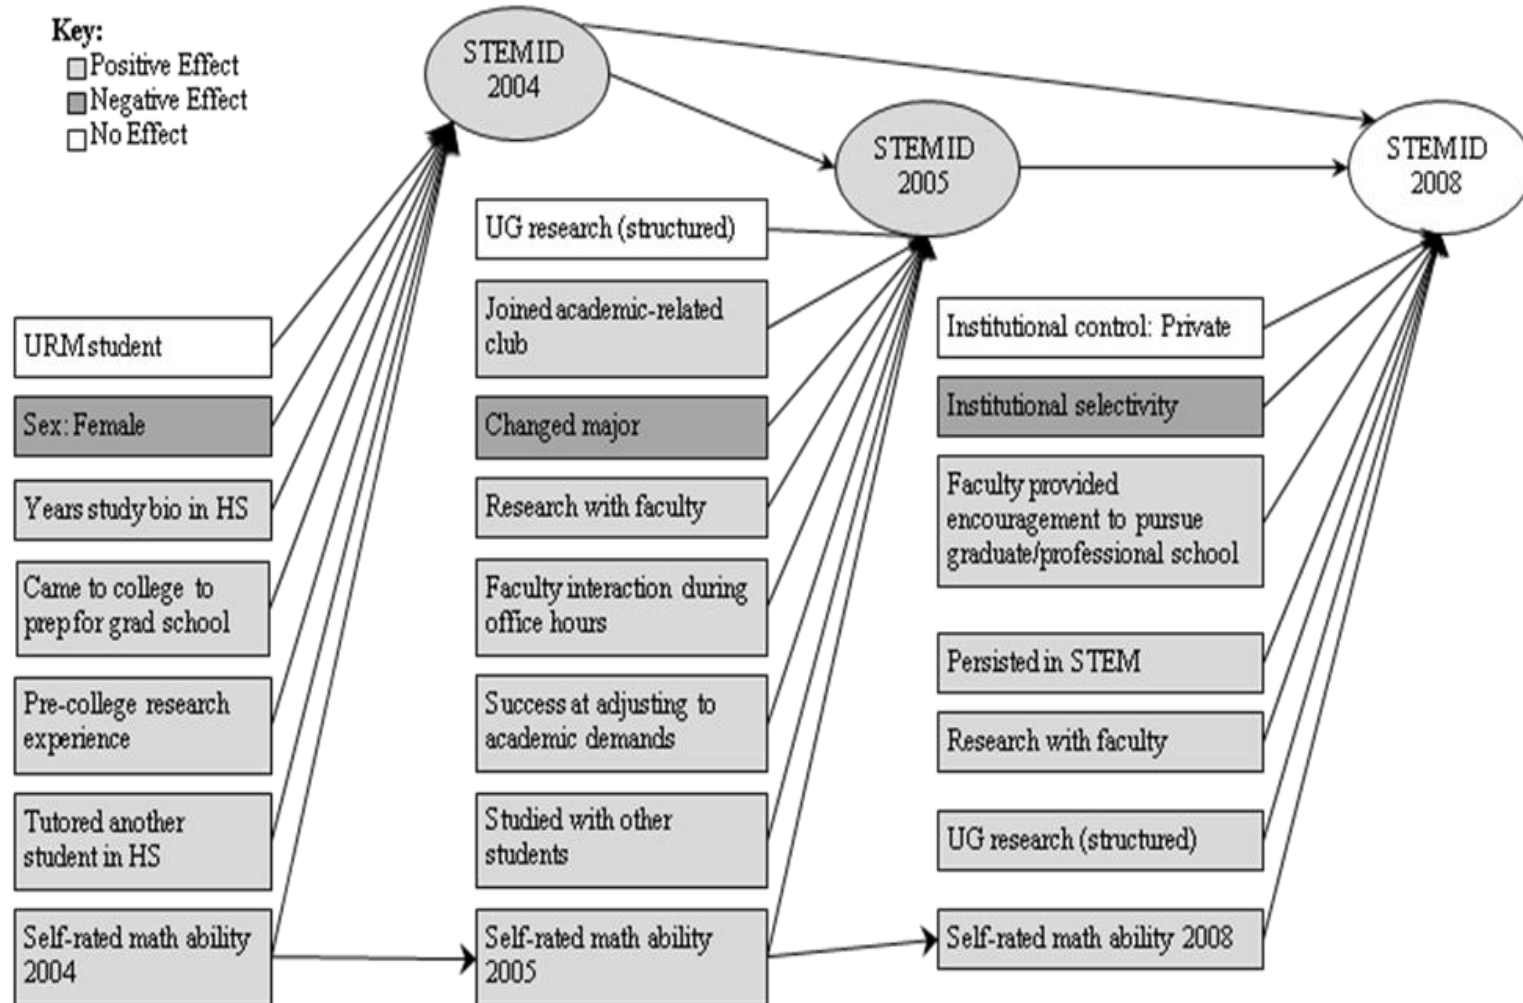 Key:
Positive Effect
Negative Effect
No Effect
STEMID
2004
STEMID
2005
STEMID
2008
URM student
Sex: Female
Years study bio in HS
Came to college to
prep for grad school
Pre-college research
experience
Tutored another
student in HS
Self-rated math ability
2004
UG research (structured)
Joined academic-related
club
Changed major
Research with faculty
Faculty interaction during
office hours
Success at adjusting to
academic demands
Studied with other
students
Self-rated math ability
2005
Institutional control: Private
Institutional selectivity
Faculty provided
encouragement to pursue
graduate/professional school
Persisted in STEM
Research with faculty
UG research (structured)
Self-rated math ability 2008